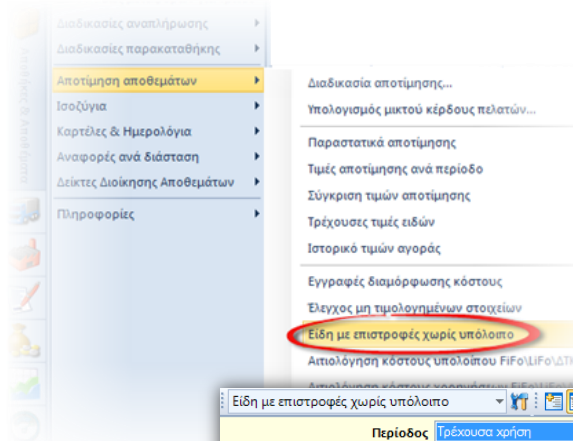 Διαδικασίες αναπλήρωσης
Διαδικασίες παρακαταθήκης
Αποτίμηση αποθεμάτων
Ισοζύγια
Καρτέλες & Ημερολόγια
Αναφορές ανά διάσταση
Δείκτες Διοίκησης Αποθεμάτων
Πληροφορίες
Διαδικασία αποτίμησης...
Υπολογισμός μικτού κέρδους πελατών...
Παραστατικά αποτίμησης
Τιμές αποτίμησης ανά περίοδο
Σύγκριση τιμών αποτίμησης
Τρέχουσες τιμές ειδών
Ιστορικό τιμών αγοράς
Εγγραφές διαμόρφωσης κόστους
Έλεγχος μη τιμολογημένων στοιχείων
Είδη με επιστροφές χωρίς υπόλοιπο
Αιτιολόγηση κόστους υπολοίπου FiFo\LiFo\
Είδη με επιστροφές χωρίς υπόλοιπο
Περίοδος Τρέχουσα χρήση